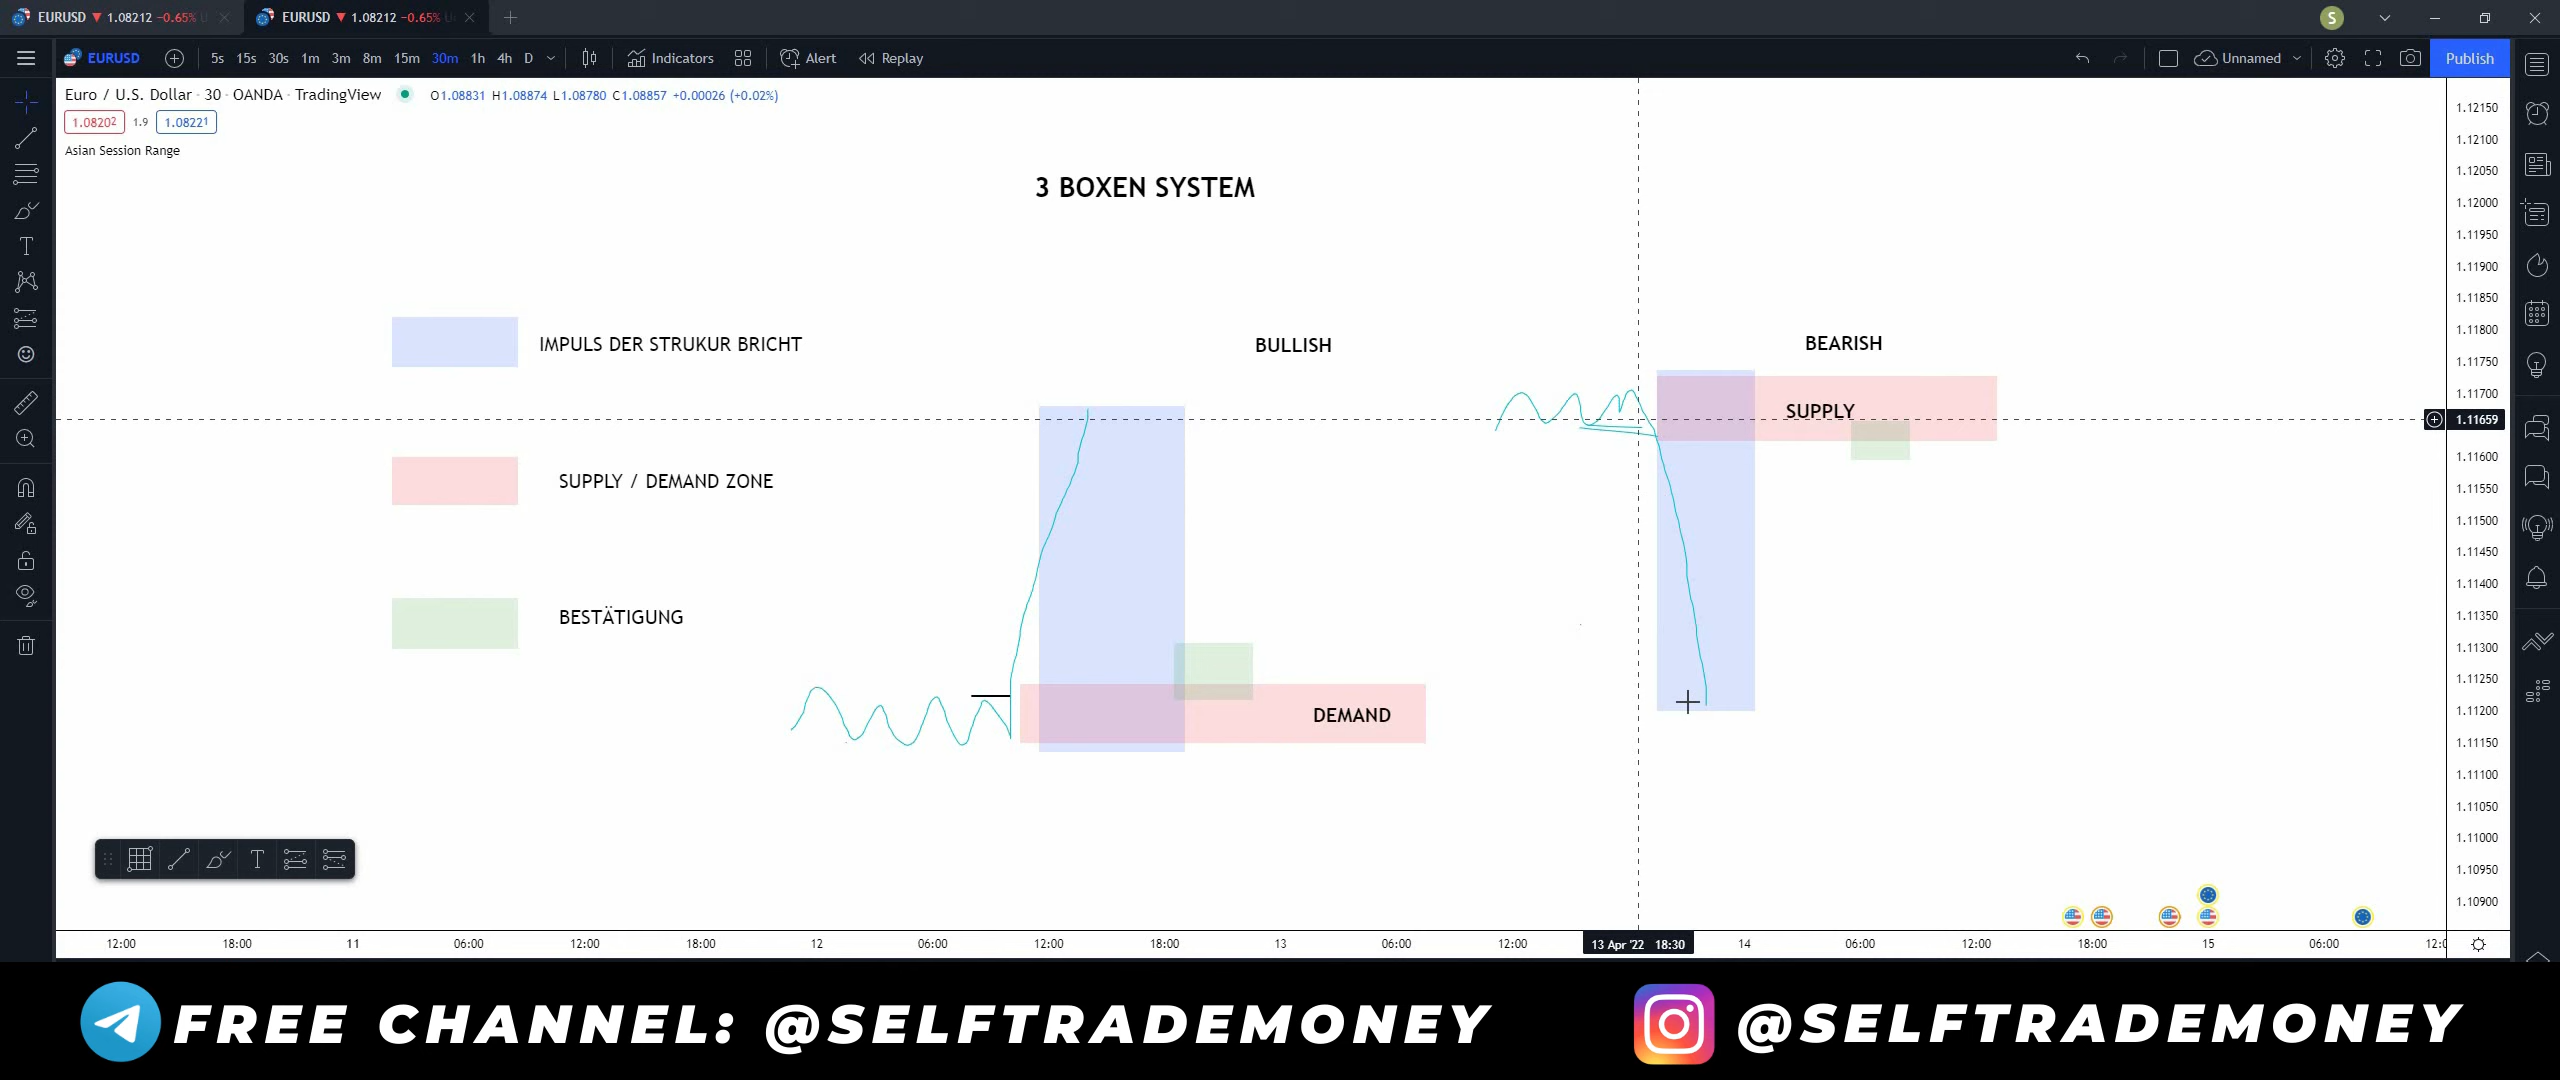 EURUSD ▼ 1.08212 −0.65% U
EURUSD ▼ 1.08212 −0.65% U
S
EURUSD 5s 15s 30s 1m 3m 8m 15m 30m 1h 4h D Indicators Alert Replay Unnamed Publish
Euro / U.S. Dollar · 30 · OANDA · TradingView O1.08831 H1.08874 L1.08780 C1.08857 +0.00026 (+0.02%)
1.08202 1.9 1.08221
Asian Session Range
3 BOXEN SYSTEM
IMPULS DER STRUKUR BRICHT
BULLISH
BEARISH
SUPPLY
SUPPLY / DEMAND ZONE
BESTÄTIGUNG
DEMAND
1.12150
1.12100
1.12050
1.12000
1.11950
1.11900
1.11850
1.11800
1.11750
1.11700
1.11659
1.11600
1.11550
1.11500
1.11450
1.11400
1.11350
1.11300
1.11250
1.11200
1.11150
1.11100
1.11050
1.11000
1.10950
1.10900
12:00 18:00 11 06:00 12:00 18:00 12 06:00 12:00 18:00 13 06:00 12:00 13 Apr '22 18:30 14 06:00 12:00 18:00 15 06:00 12:0
FREE CHANNEL: @SELFTRADEMONEY
@SELFTRADEMONEY